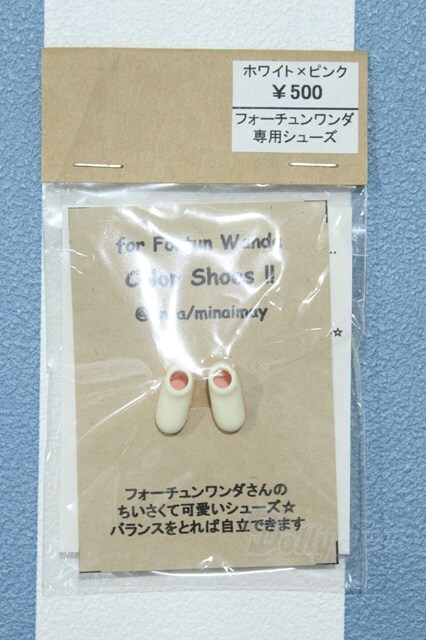 ホワイト×ピンク
￥500
フォーチュンワンダ
専用シューズ
for Fortun Wanda
Color Shoes !!
/minaimay
☆
フォーチュンワンダさんの
ちいさくて可愛いシューズ☆
バランスをとれば自立できます
Dolly